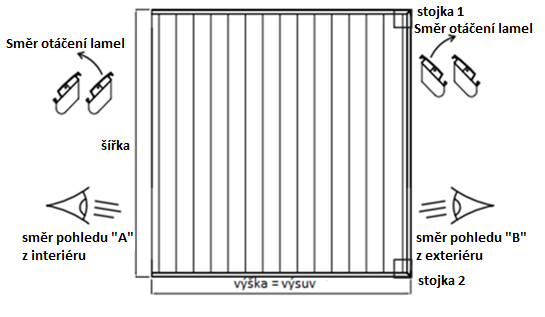 stojka 1
Směr otáčení lamel
Směr otáčení lamel
šířka
směr pohledu "A"
z interiéru
směr pohledu "B"
z exteriéru
stojka 2
výška = výsuv